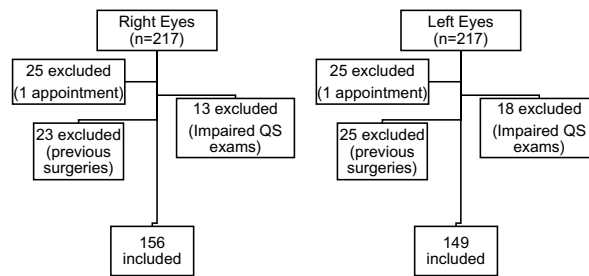 Right Eyes
(n=217)
25 excluded
(1 appointment)
13 excluded
(Impaired QS
exams)
23 excluded
(previous
surgeries)
156
included
Left Eyes
(n=217)
25 excluded
(1 appointment)
18 excluded
(Impaired QS
exams)
25 excluded
(previous
surgeries)
149
included